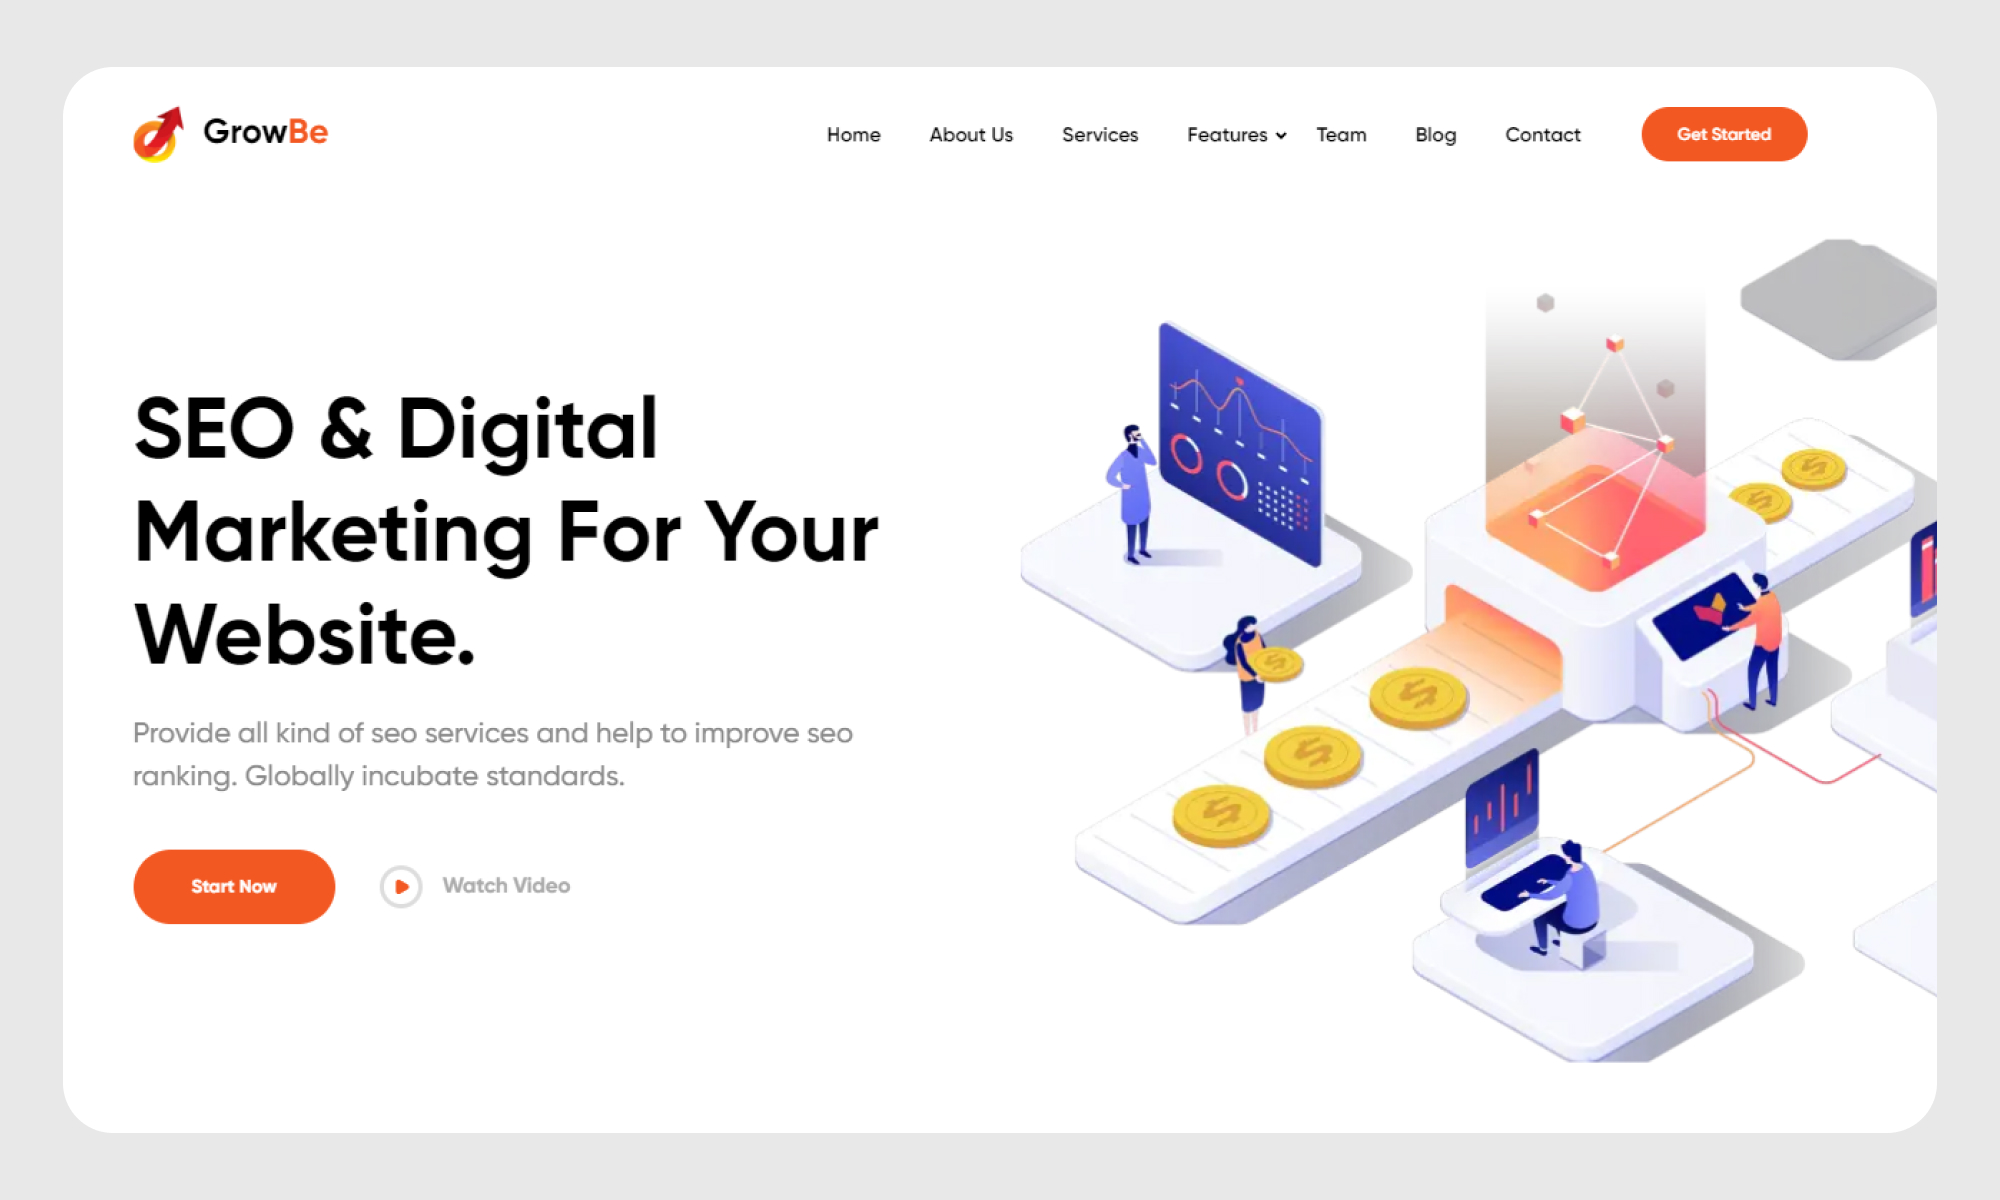 GrowBe
Home About Us Services Features Team Blog Contact Get Started
SEO & Digital
Marketing For Your
Website.
Provide all kind of seo services and help to improve seo
ranking. Globally incubate standards.
Start Now Watch Video